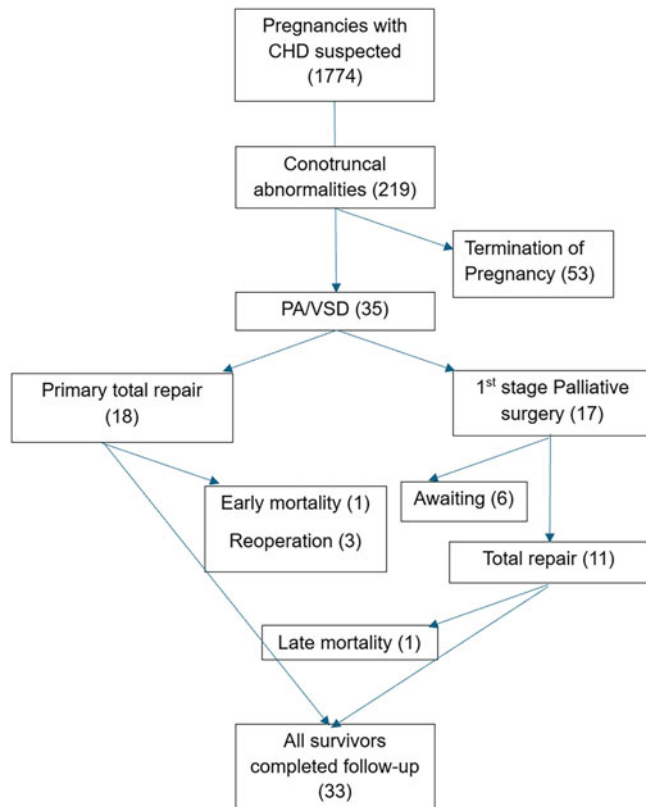 Pregnancies with
CHD suspected
(1774)
Conotruncal
abnormalities (219)
Termination of
Pregnancy (53)
PA/VSD (35)
Primary total repair
(18)
1st stage Palliative
surgery (17)
Early mortality (1)
Reoperation (3)
Awaiting (6)
Total repair (11)
Late mortality (1)
All survivors
completed follow-up
(33)